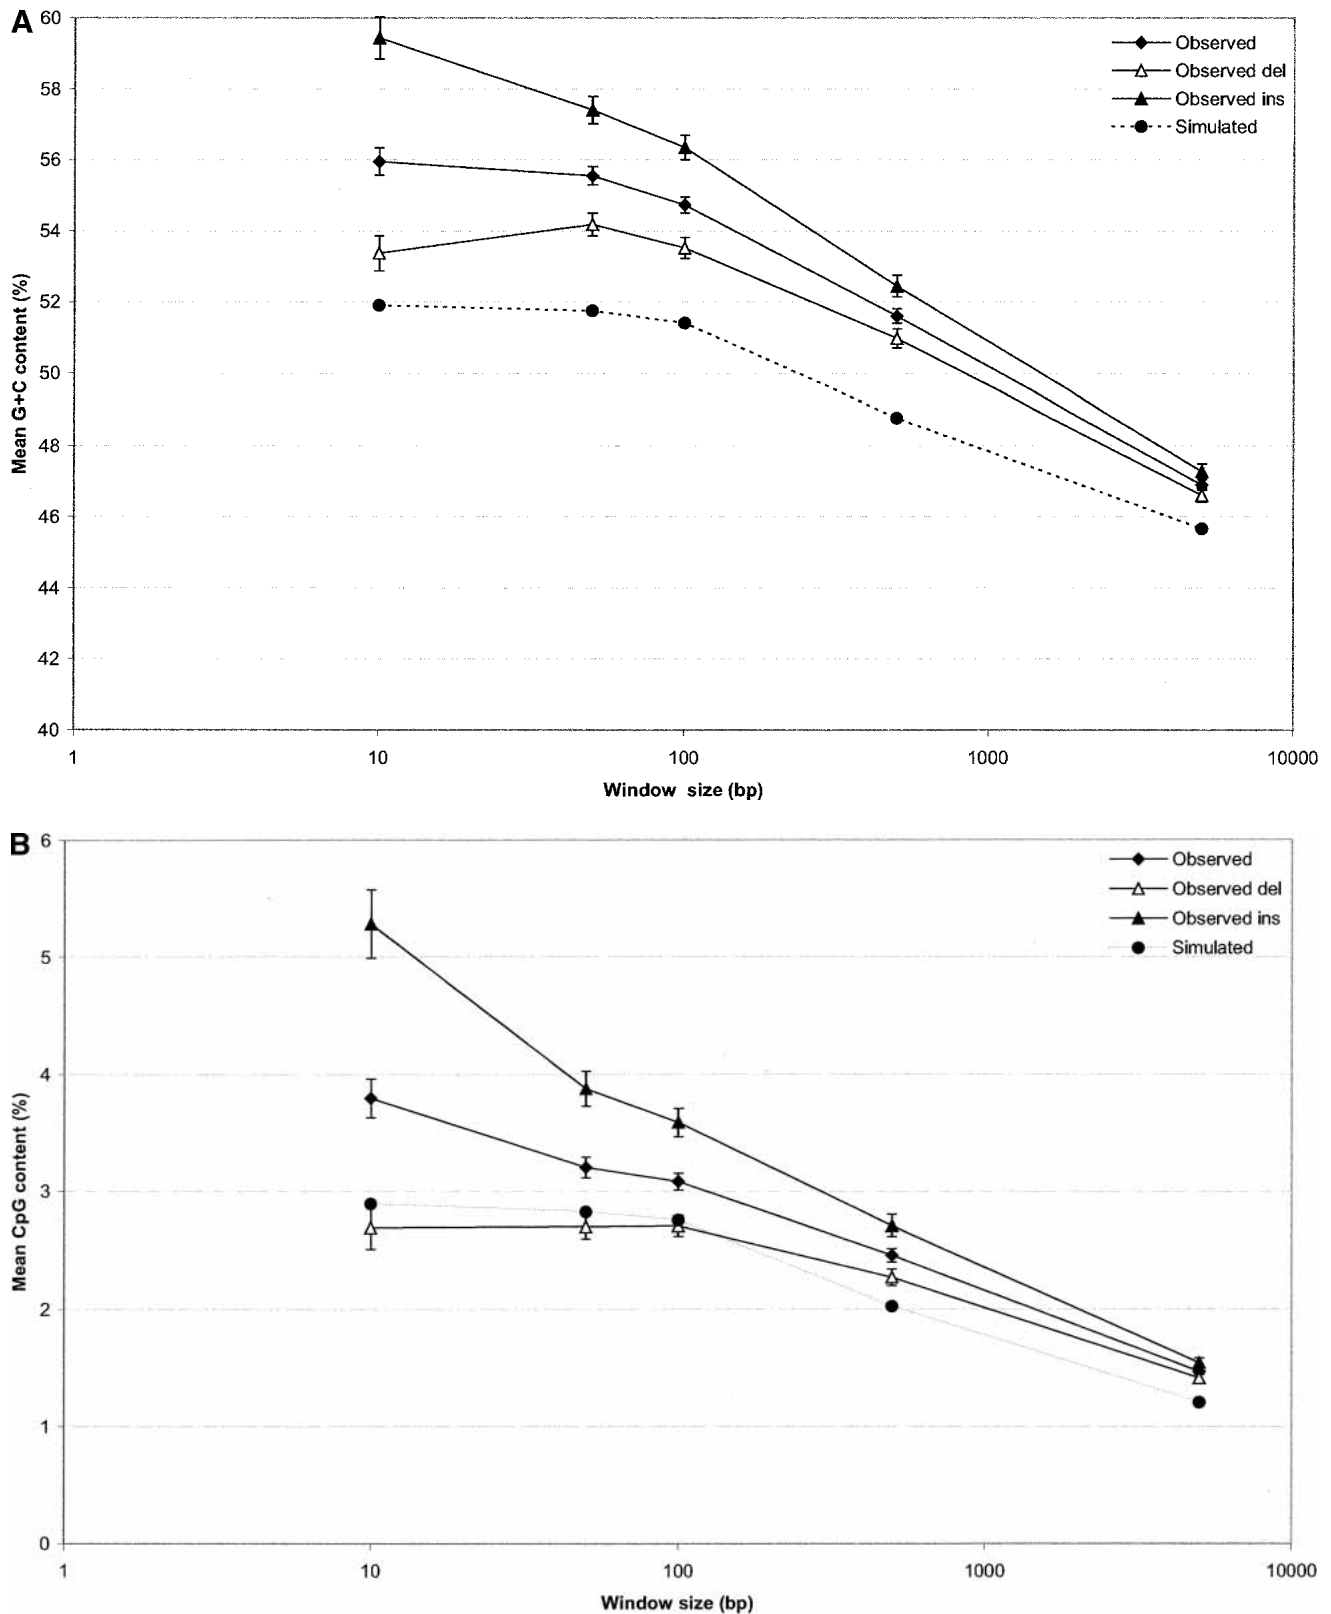 A
60
58
56
54
52
50
48
46
44
42
40
Mean G+C content (%)
Observed
Observed del
Observed ins
Simulated
1 10 100 1000 10000
Window size (bp)
B
6
5
4
3
2
1
0
Mean CpG content (%)
Observed
Observed del
Observed ins
Simulated
1 10 100 1000 10000
Window size (bp)